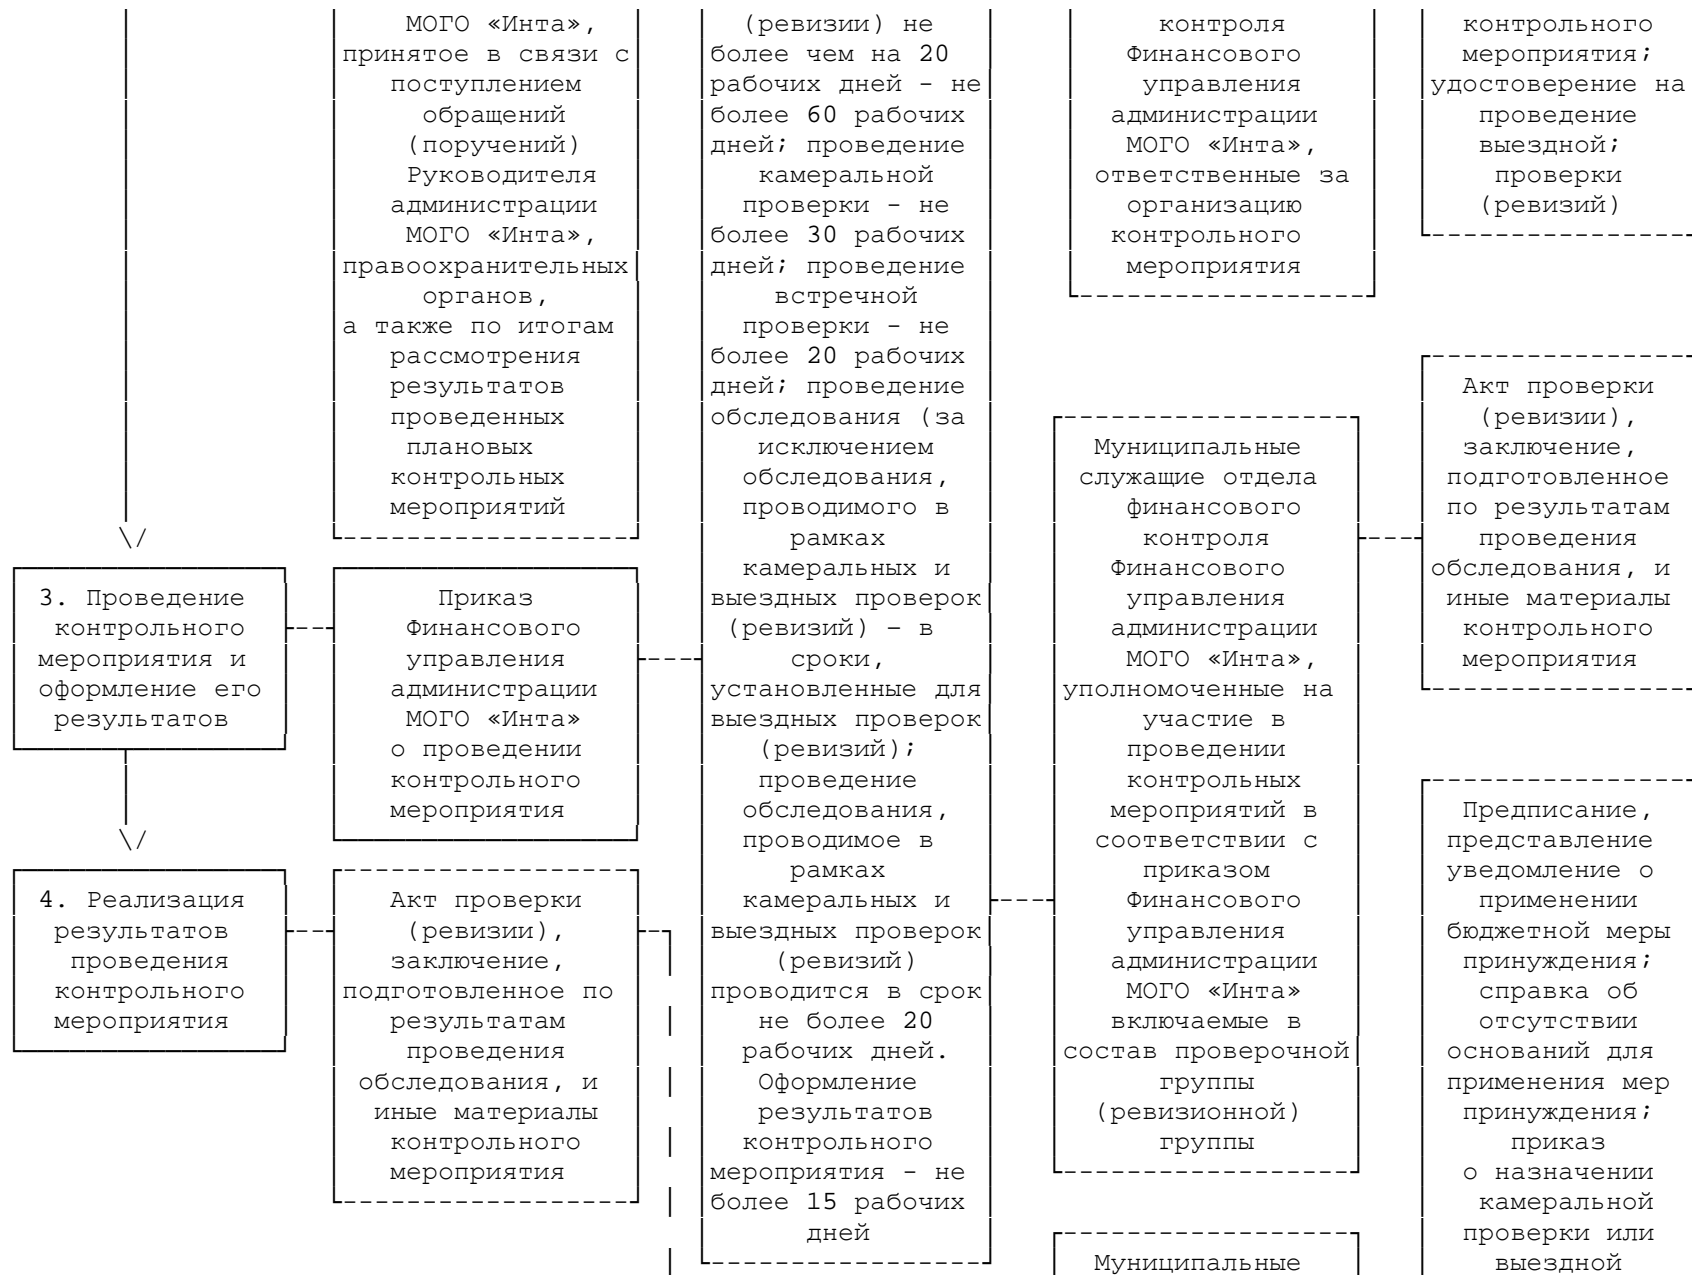 МОГО «Инта»,
принятое в связи с
поступлением
обращений
(поручений)
Руководителя
администрации
МОГО «Инта»,
правоохранительных
органов,
а также по итогам
рассмотрения
результатов
проведенных
плановых
контрольных
мероприятий
(ревизии) не
более чем на 20
рабочих дней - не
более 60 рабочих
дней; проведение
камеральной
проверки - не
более 30 рабочих
дней; проведение
встречной
проверки - не
более 20 рабочих
дней; проведение
обследования (за
исключением
обследования,
проводимого в
рамках
камеральных и
выездных проверок
(ревизий) – в
сроки,
установленные для
выездных проверок
(ревизий);
проведение
обследования,
проводимое в
рамках
камеральных и
выездных проверок
(ревизий)
проводится в срок
не более 20
рабочих дней.
Оформление
результатов
контрольного
мероприятия - не
более 15 рабочих
дней
контроля
Финансового
управления
администрации
МОГО «Инта»,
ответственные за
организацию
контрольного
мероприятия
контрольного
мероприятия;
удостоверение на
проведение
выездной;
проверки
(ревизий)
3. Проведение
контрольного
мероприятия и
оформление его
результатов
Приказ
Финансового
управления
администрации
МОГО «Инта»
о проведении
контрольного
мероприятия
Муниципальные
служащие отдела
финансового
контроля
Финансового
управления
администрации
МОГО «Инта»,
уполномоченные на
участие в
проведении
контрольных
мероприятий в
соответствии с
приказом
Финансового
управления
администрации
МОГО «Инта»
включаемые в
состав проверочной
группы
(ревизионной)
группы
Акт проверки
(ревизии),
заключение,
подготовленное
по результатам
проведения
обследования, и
иные материалы
контрольного
мероприятия
4. Реализация
результатов
проведения
контрольного
мероприятия
Акт проверки
(ревизии),
заключение,
подготовленное по
результатам
проведения
обследования, и
иные материалы
контрольного
мероприятия
Муниципальные
Предписание,
представление
уведомление о
применении
бюджетной меры
принуждения;
справка об
отсутствии
оснований для
применения мер
принуждения;
приказ
о назначении
камеральной
проверки или
выездной